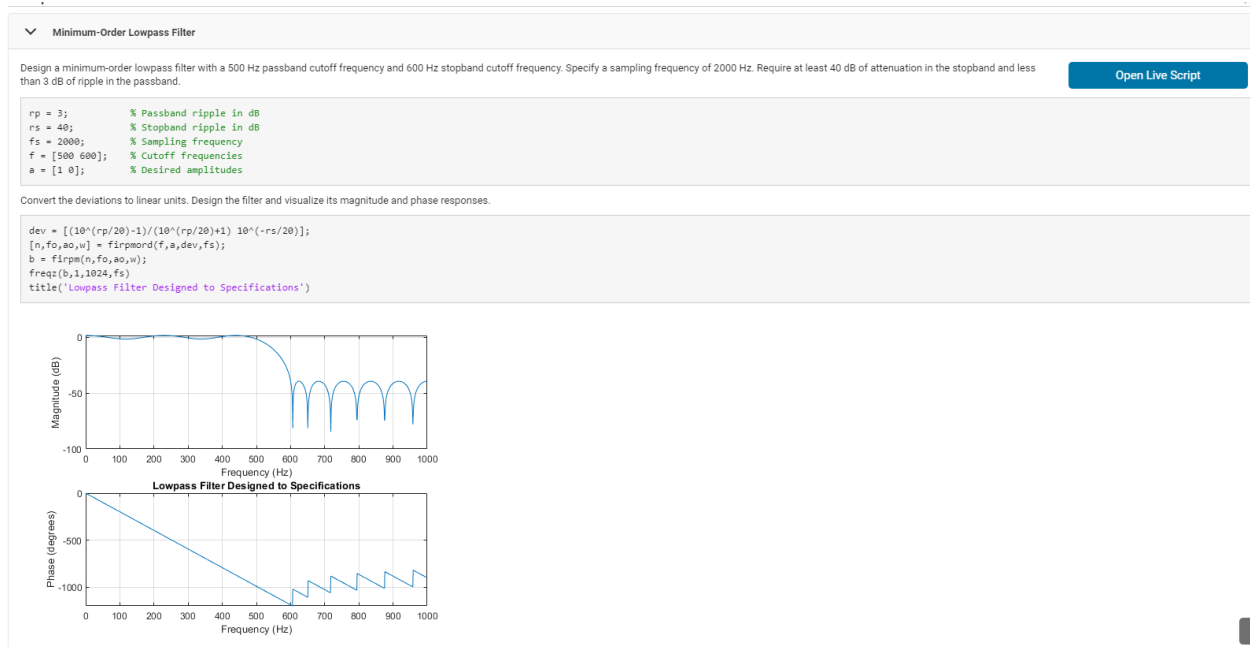 Minimum-Order Lowpass Filter
Design a minimum-order lowpass filter with a 500 Hz passband cutoff frequency and 600 Hz stopband cutoff frequency. Specify a sampling frequency of 2000 Hz. Require at least 40 dB of attenuation in the stopband and less
than 3 dB of ripple in the passband.
Open Live Script
rp = 3; % Passband ripple in dB
rs = 40; % Stopband ripple in dB
fs = 2000; % Sampling frequency
f = [500 600]; % Cutoff frequencies
a = [1 0]; % Desired amplitudes
Convert the deviations to linear units. Design the filter and visualize its magnitude and phase responses.
dev = [(10^(rp/20)-1)/(10^(rp/20)+1) 10^(-rs/20)];
[n,fo,ao,w] = firpmord(f,a,dev,fs);
b = firpm(n,fo,ao,w);
freqz(b,1,1024,fs)
title('Lowpass Filter Designed to Specifications')
0
-50
-100
Magnitude (dB)
0 100 200 300 400 500 600 700 800 900 1000
Frequency (Hz)
Lowpass Filter Designed to Specifications
0
-500
-1000
Phase (degrees)
0 100 200 300 400 500 600 700 800 900 1000
Frequency (Hz)